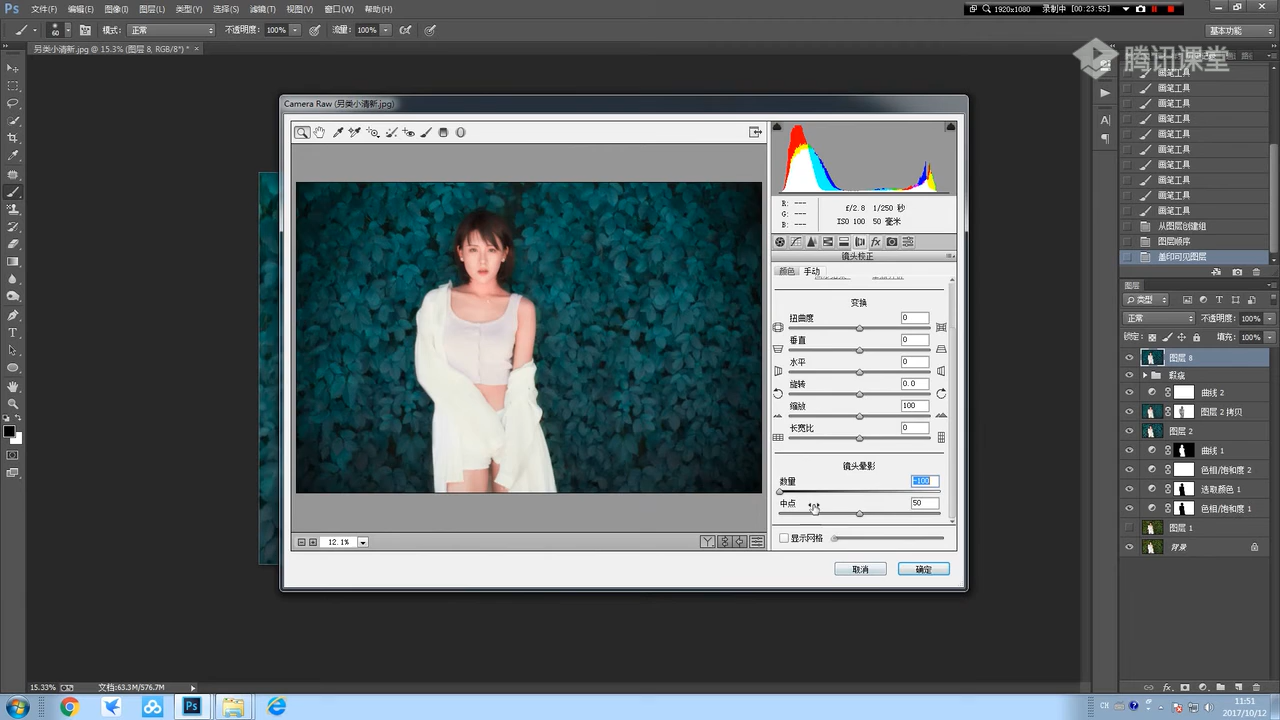 Ps 文件(F) 编辑(E) 图像(I) 图层(L) 类型(Y) 选择(S) 滤镜(T) 视图(V) 窗口(W) 帮助(H)
1920x1080 录制中 [00:23:55]
60 模式: 正常 不透明度: 100% 流量: 100% 基本功能
另类小清新.jpg @ 15.3% (图层 8, RGB/8*) * ×
腾讯课堂
Camera Raw (另类小清新.jpg)
R: ---
G: ---
B: ---
f/2.8 1/250 秒
ISO 100 50 毫米
镜头校正
颜色 手动
变换
扭曲度 0
垂直 0
水平 0
旋转 0.0
缩放 100
长宽比 0
镜头晕影
数量 -100
中点 50
显示网格
12.1%
取消 确定
画笔工具
画笔工具
画笔工具
画笔工具
画笔工具
画笔工具
画笔工具
画笔工具
画笔工具
画笔工具
从图层创建组
图层顺序
盖印可见图层
图层
类型
正常 不透明度: 100%
锁定: 填充: 100%
图层 8
瑕疵
曲线 2
图层 2 拷贝
图层 2
曲线 1
色相/饱和度 2
选取颜色 1
色相/饱和度 1
图层 1
背景
15.33% 文档:63.3M/576.7M
Ps CH 11:51
2017/10/12